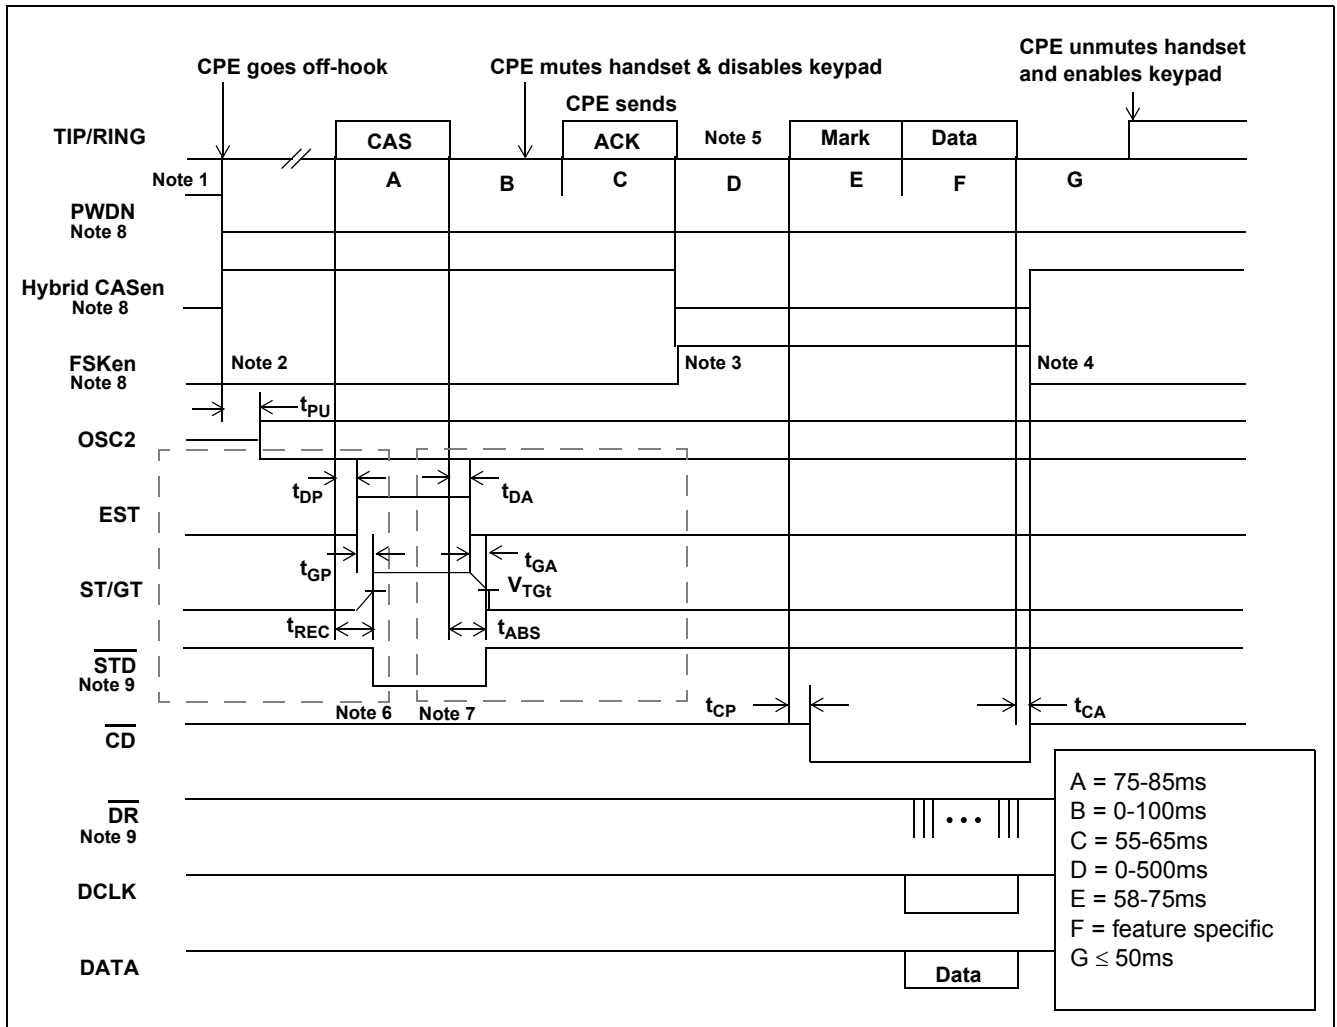 CPE goes off-hook
CPE mutes handset & disables keypad
CPE unmutes handset
and enables keypad
CPE sends
TIP/RING
CAS
ACK
Note 5
Mark
Data
Note 1
A
B
C
D
E
F
G
PWDN
Note 8
Hybrid CASen
Note 8
FSKen
Note 8
Note 2
Note 3
Note 4
tPU
OSC2
tDP
tDA
EST
tGP
tGA
ST/GT
VTGt
tREC
tABS
STD
Note 9
Note 6
Note 7
tCP
tCA
CD
DR
Note 9
• • •
DCLK
DATA
Data
A = 75-85ms
B = 0-100ms
C = 55-65ms
D = 0-500ms
E = 58-75ms
F = feature specific
G ≤ 50ms